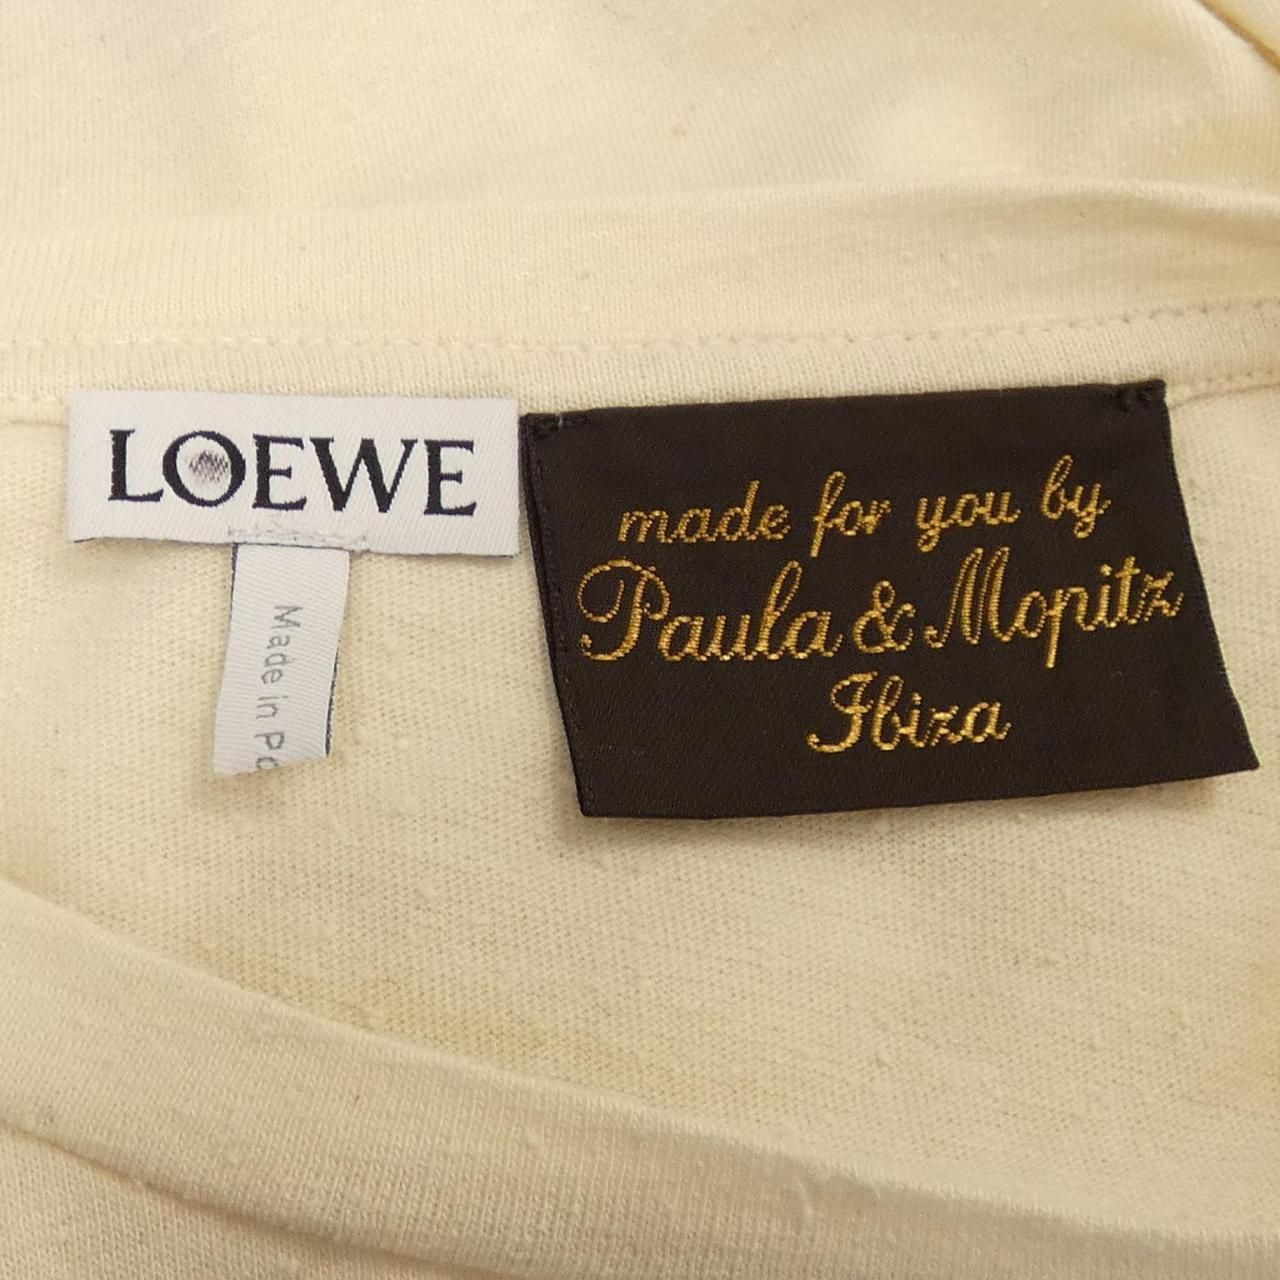 LOEWE
Made in Po
made for you by
Paula & Mopitz
Ibiza